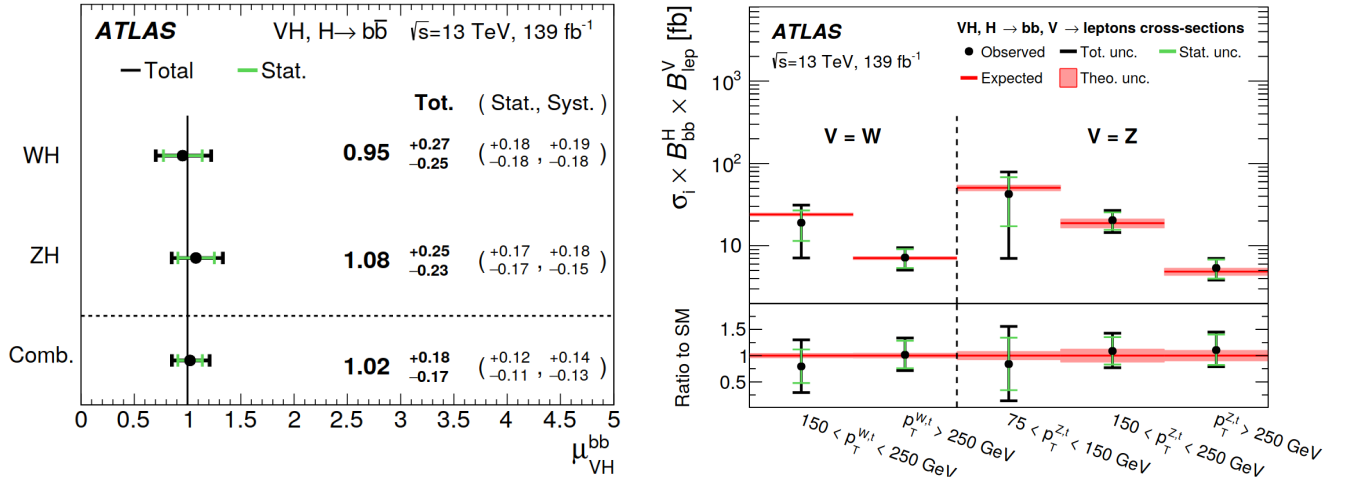 ATLAS VH, H→ bb̅ √s=13 TeV, 139 fb⁻¹
Total Stat.
Tot. ( Stat., Syst. )
WH 0.95 +0.27 −0.25 ( +0.18 −0.18 , +0.19 −0.18 )
ZH 1.08 +0.25 −0.23 ( +0.17 −0.17 , +0.18 −0.15 )
Comb. 1.02 +0.18 −0.17 ( +0.12 −0.11 , +0.14 −0.13 )
0 0.5 1 1.5 2 2.5 3 3.5 4 4.5 5
μ_VH^bb
σ_i × B_bb^H × B_lep^V [fb]
ATLAS
√s=13 TeV, 139 fb⁻¹
VH, H → bb, V → leptons cross-sections
Observed Tot. unc. Stat. unc.
Expected Theo. unc.
10³
10²
10
V = W V = Z
Ratio to SM
1.5
1
0.5
150 < p_T^W,t < 250 GeV
p_T^W,t > 250 GeV
75 < p_T^Z,t < 150 GeV
150 < p_T^Z,t < 250 GeV
p_T^Z,t > 250 GeV